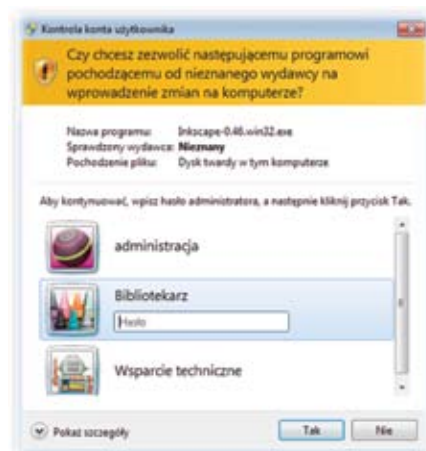 Kontrola konta użytkownika
Czy chcesz zezwolić następującemu programowi
pochodzącemu od nieznanego wydawcy na
wprowadzenie zmian na komputerze?
Nazwa programu: Inkscape-0.46.win32.exe
Sprawdzony wydawca: Nieznany
Pochodzenie pliku: Dysk twardy w tym komputerze
Aby kontynuować, wpisz hasło administratora, a następnie kliknij przycisk Tak.
administracja
Bibliotekarz
Hasło
Wsparcie techniczne
Pokaż szczegóły
Tak
Nie